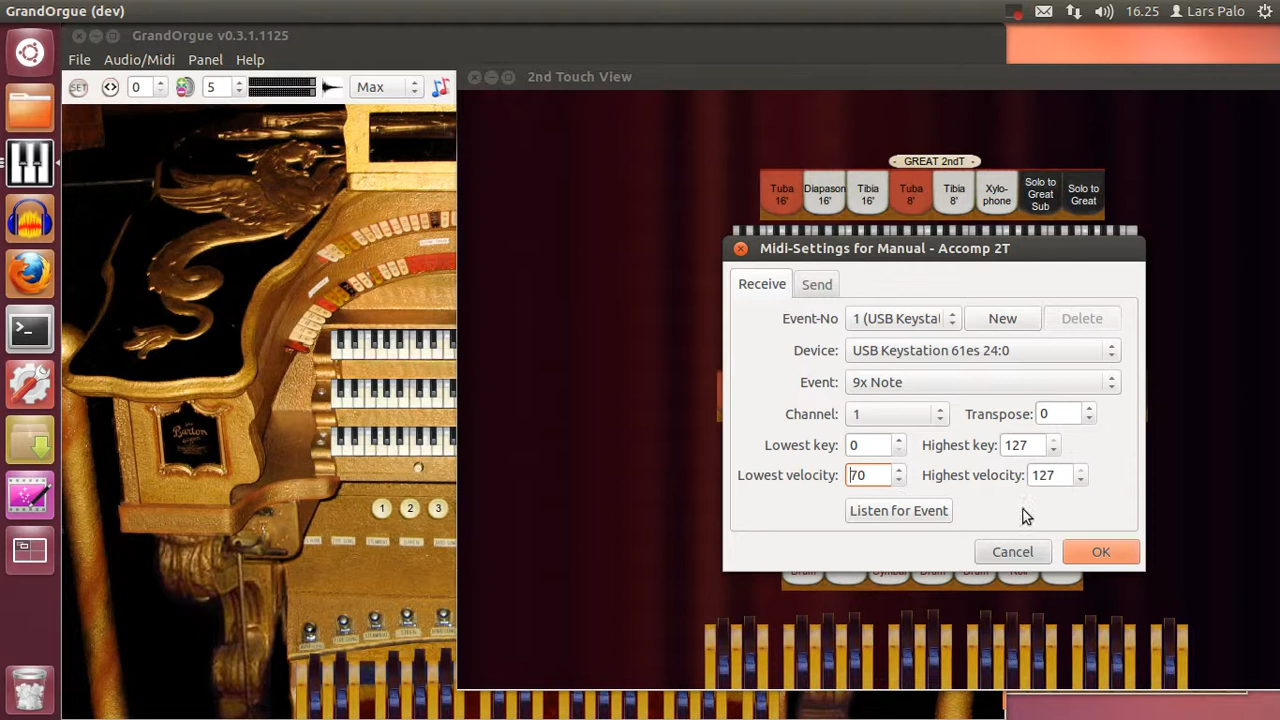 GrandOrgue (dev)
16.25
Lars Palo
GrandOrgue v0.3.1.1125
File
Audio/Midi
Panel
Help
SET
0
5
Max
2nd Touch View
- GREAT 2ndT -
Tuba 16'
Diapason 16'
Tibia 16'
Tuba 8'
Tibia 8'
Xylo-phone
Solo to Great Sub
Solo to Great
Midi-Settings for Manual - Accomp 2T
Receive
Send
Event-No
1 (USB Keystat
New
Delete
Device:
USB Keystation 61es 24:0
Event:
9x Note
Channel:
1
Transpose:
0
Lowest key:
0
Highest key:
127
Lowest velocity:
70
Highest velocity:
127
Listen for Event
Cancel
OK
Barton
1
2
3